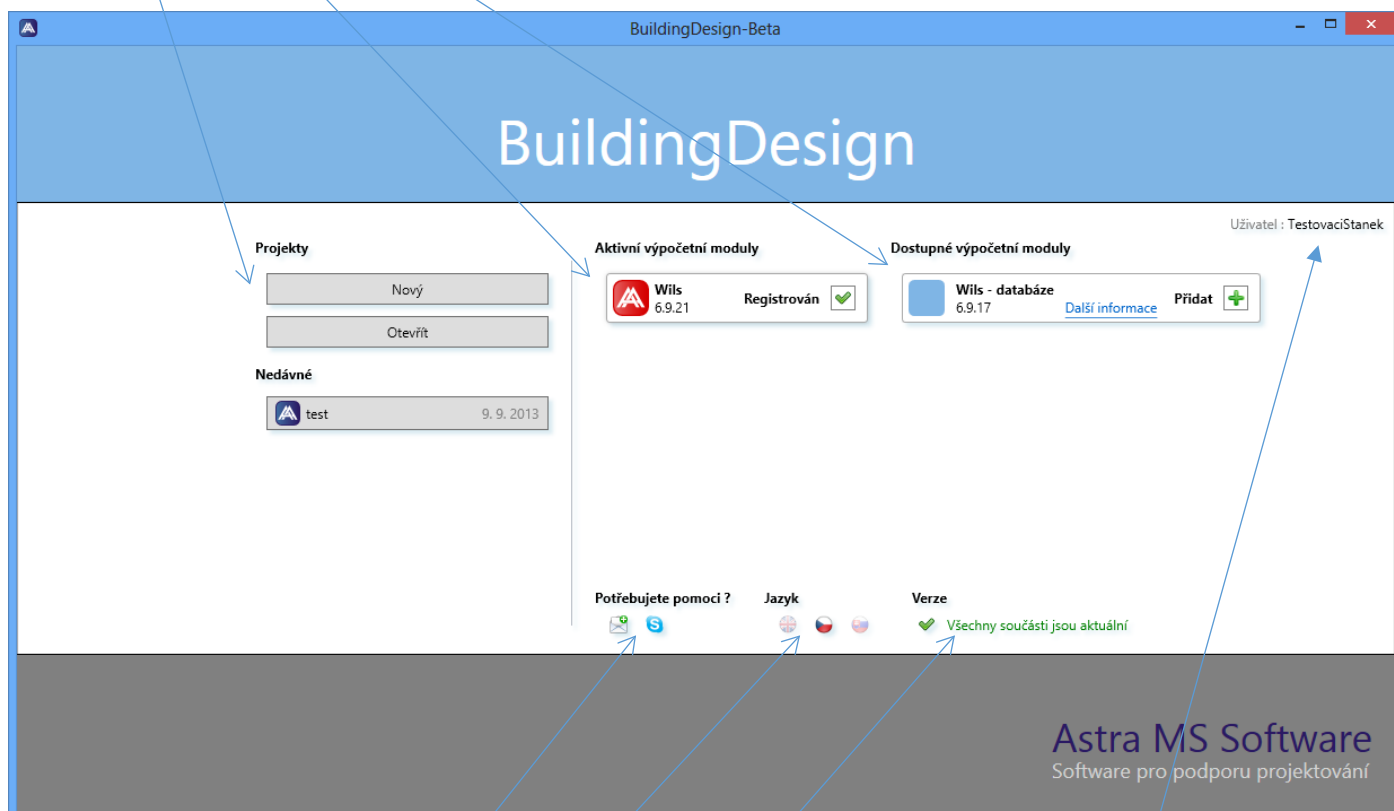 BuildingDesign-Beta
BuildingDesign
Uživatel : TestovaciStanek
Projekty
Nový
Otevřít
Nedávné
test 9. 9. 2013
Aktivní výpočetní moduly
Wils
6.9.21
Registrován
Dostupné výpočetní moduly
Wils - databáze
6.9.17
Další informace
Přidat
Potřebujete pomoci ?
Jazyk
Verze
Všechny součásti jsou aktuální
Astra MS Software
Software pro podporu projektování